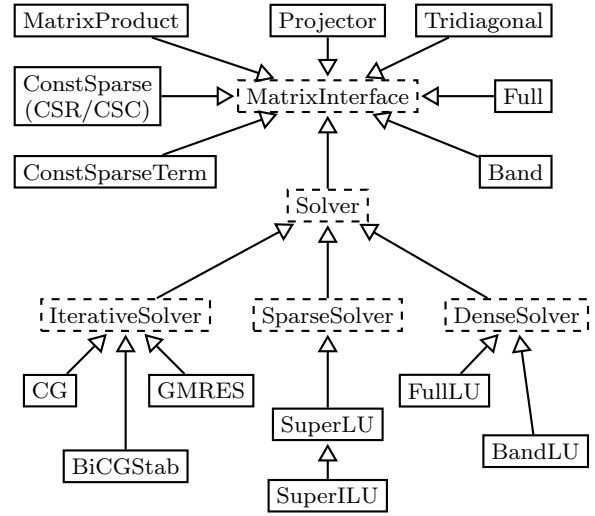 MatrixProduct
Projector
Tridiagonal
ConstSparse
(CSR/CSC)
MatrixInterface
Full
ConstSparseTerm
Band
Solver
IterativeSolver
SparseSolver
DenseSolver
CG
GMRES
FullLU
SuperLU
BiCGStab
BandLU
SuperILU